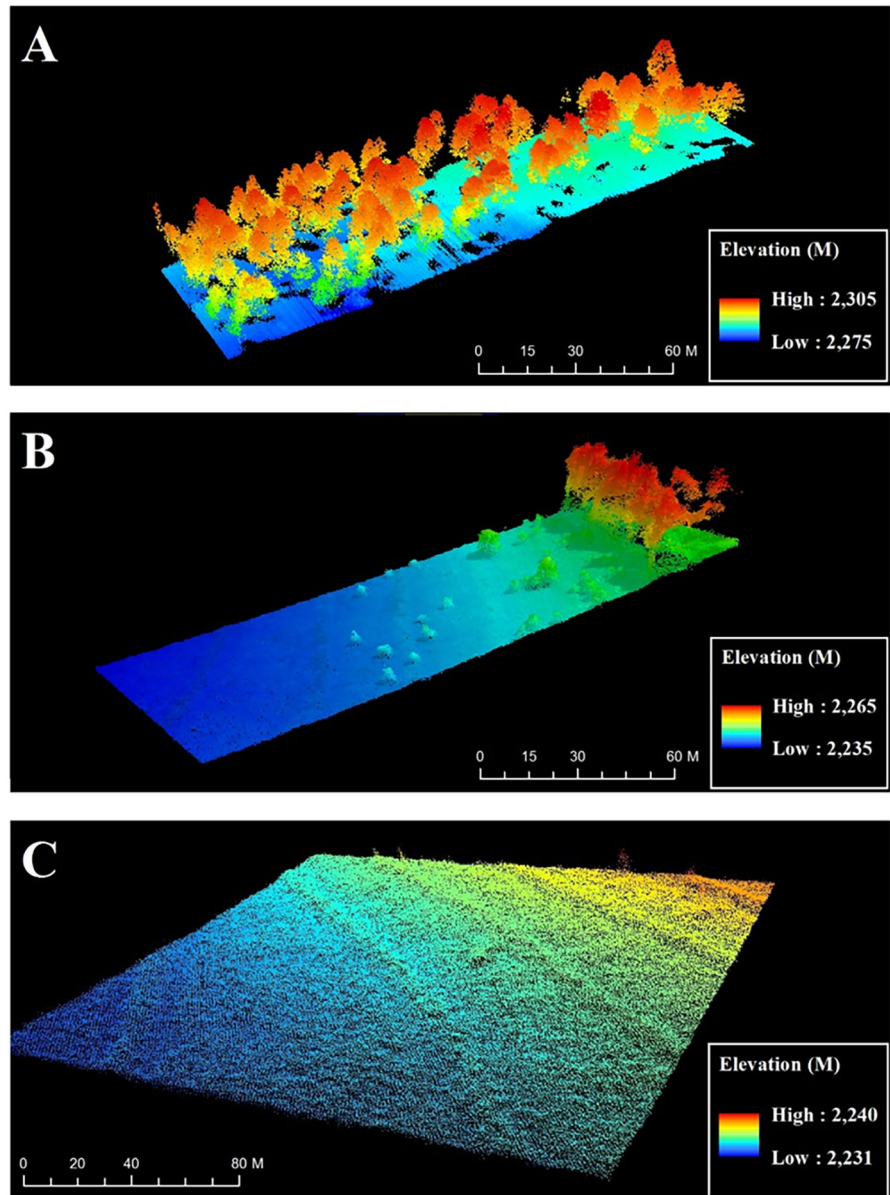 A
Elevation (M)
High : 2,305
Low : 2,275
0 15 30 60 M
B
Elevation (M)
High : 2,265
Low : 2,235
0 15 30 60 M
C
Elevation (M)
High : 2,240
Low : 2,231
0 20 40 80 M